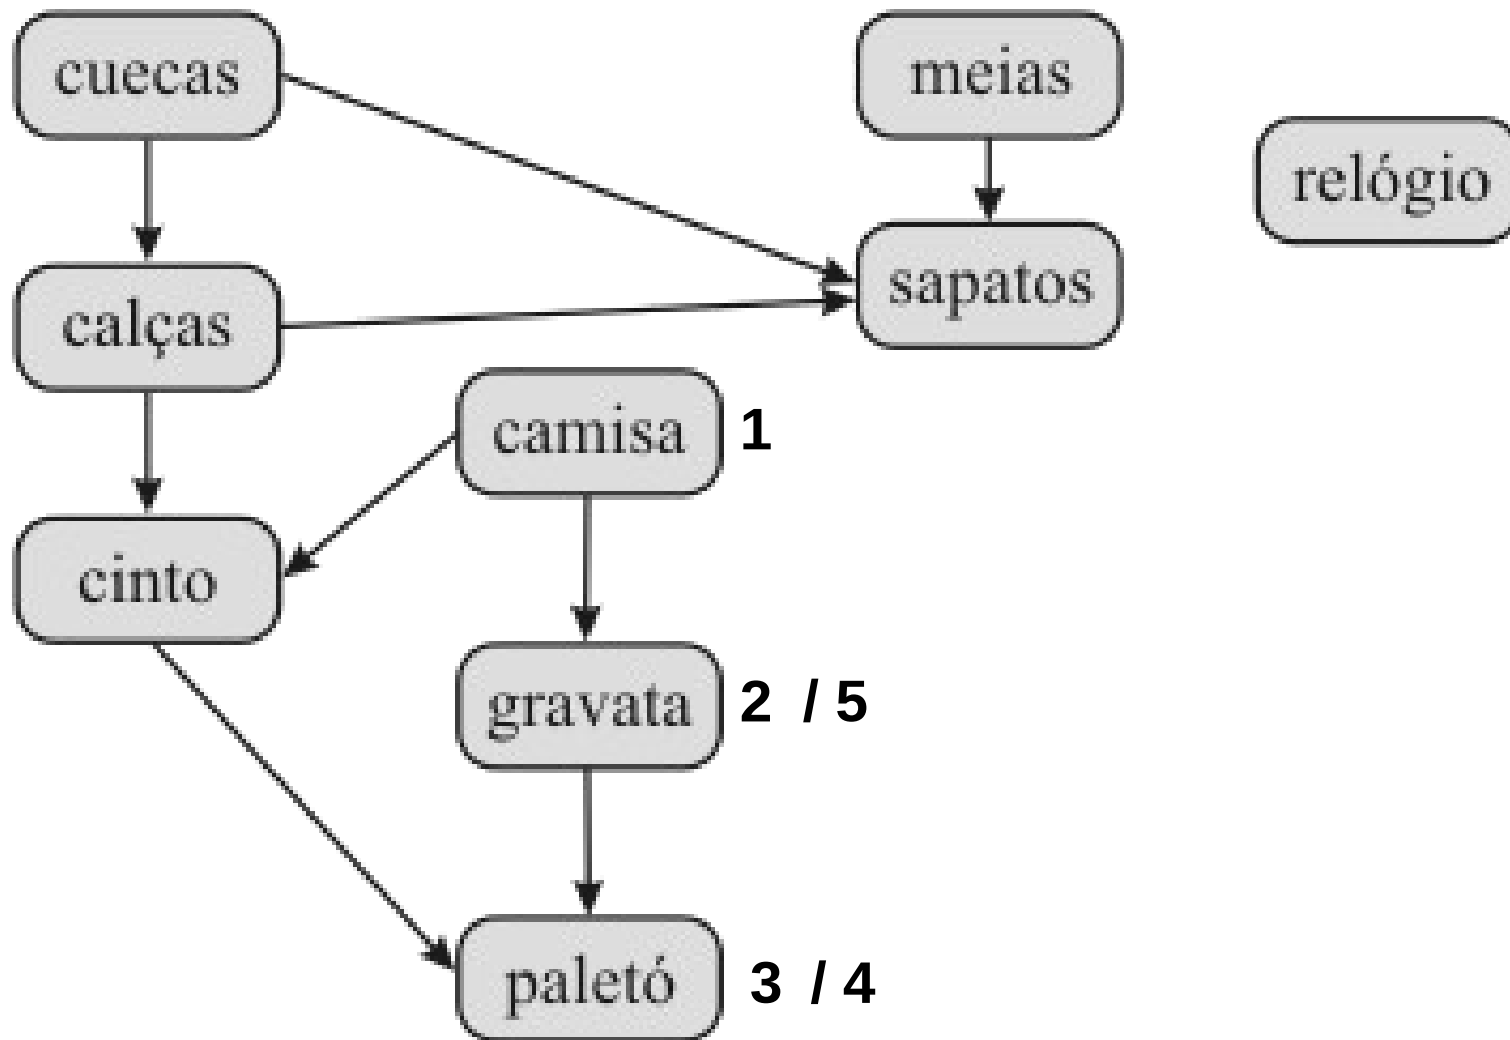 cuecas
meias
relógio
calças
sapatos
camisa 1
cinto
gravata 2 / 5
paletó 3 / 4